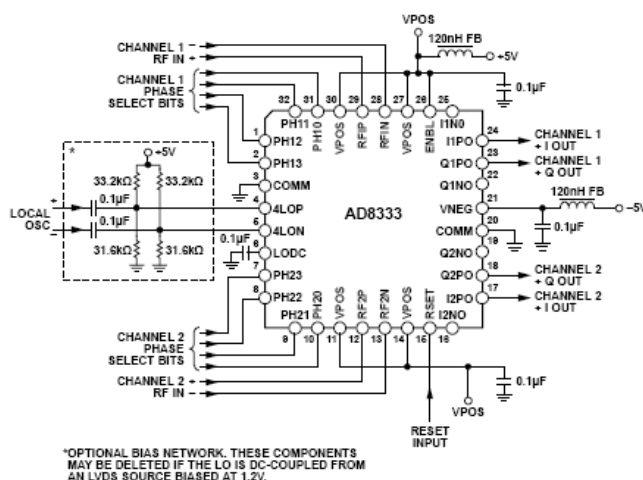 VPOS
120nH FB
+5V
CHANNEL 1 –
RF IN +
0.1µF
CHANNEL 1
PHASE
SELECT BITS
32 31 30 29 28 27 26 25
PH11 PH10 VPOS RFIP RFIN VPOS ENBL I1NO
1 PH12
2 PH13
3 COMM
4 4LOP
5 4LON
6 LODC
7 PH23
8 PH22
AD8333
I1PO 24
Q1PO 23
Q1NO 22
VNEG 21
COMM 20
Q2NO 19
Q2PO 18
I2PO 17
CHANNEL 1
+ I OUT
CHANNEL 1
+ Q OUT
120nH FB
–5V
0.1µF
CHANNEL 2
+ Q OUT
CHANNEL 2
+ I OUT
*
+5V
33.2kΩ 33.2kΩ
0.1µF
+
LOCAL
OSC
–
0.1µF
31.6kΩ 31.6kΩ
0.1µF
PH21 PH20 VPOS RF2P RF2N VPOS RSET I2NO
9 10 11 12 13 14 15 16
CHANNEL 2
PHASE
SELECT BITS
CHANNEL 2 +
RF IN –
0.1µF
VPOS
RESET
INPUT
*OPTIONAL BIAS NETWORK. THESE COMPONENTS
MAY BE DELETED IF THE LO IS DC-COUPLED FROM
AN LVDS SOURCE BIASED AT 1.2V.